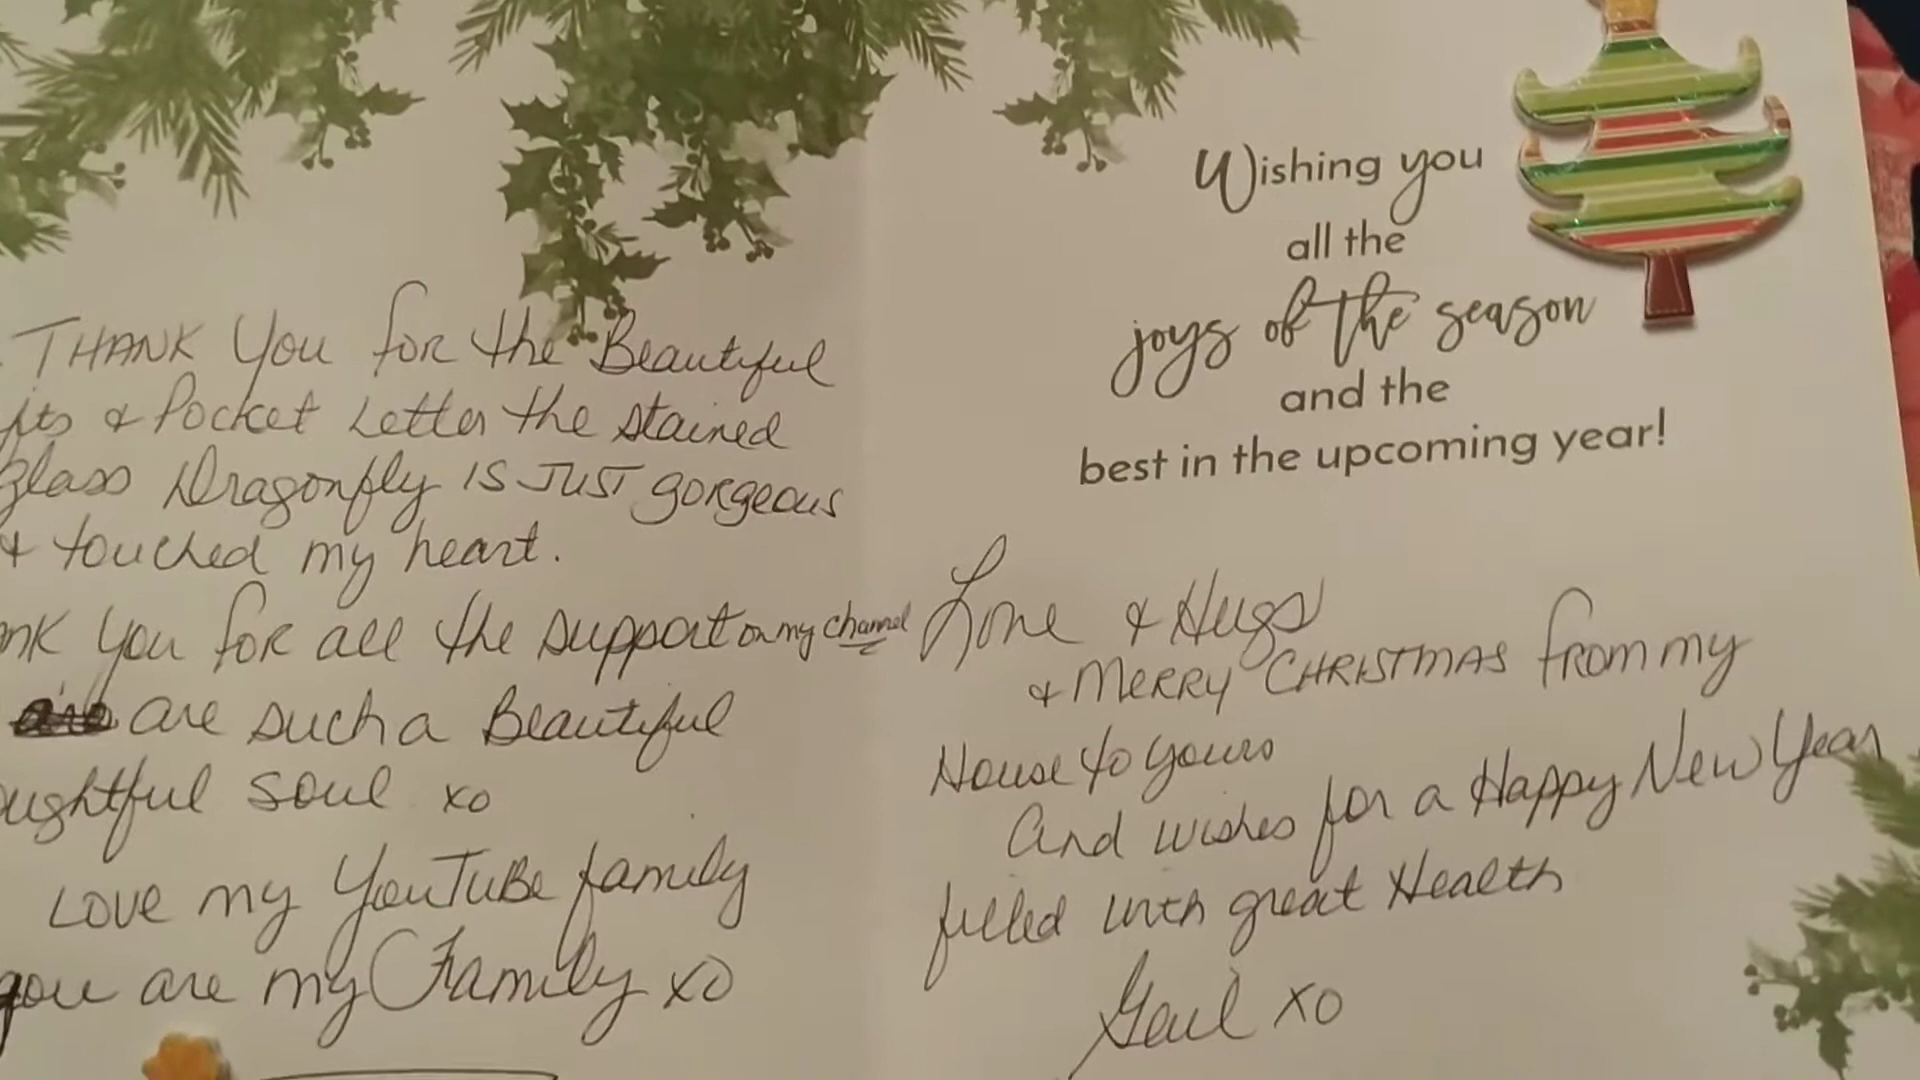 THANK You for the Beautiful
& Pocket Letter the stained
Glass Dragonfly IS JUST gorgeous
& touched my heart.
You for all the support on my channel
are such a Beautiful
soul xo
Love my YouTube family
you are my Family xo
Wishing you
all the
joys of the season
and the
best in the upcoming year!
Love & Hugs
& MERRY CHRISTMAS from my
House to yours
And wishes for a Happy New Year
filled with great Health
Gail xo